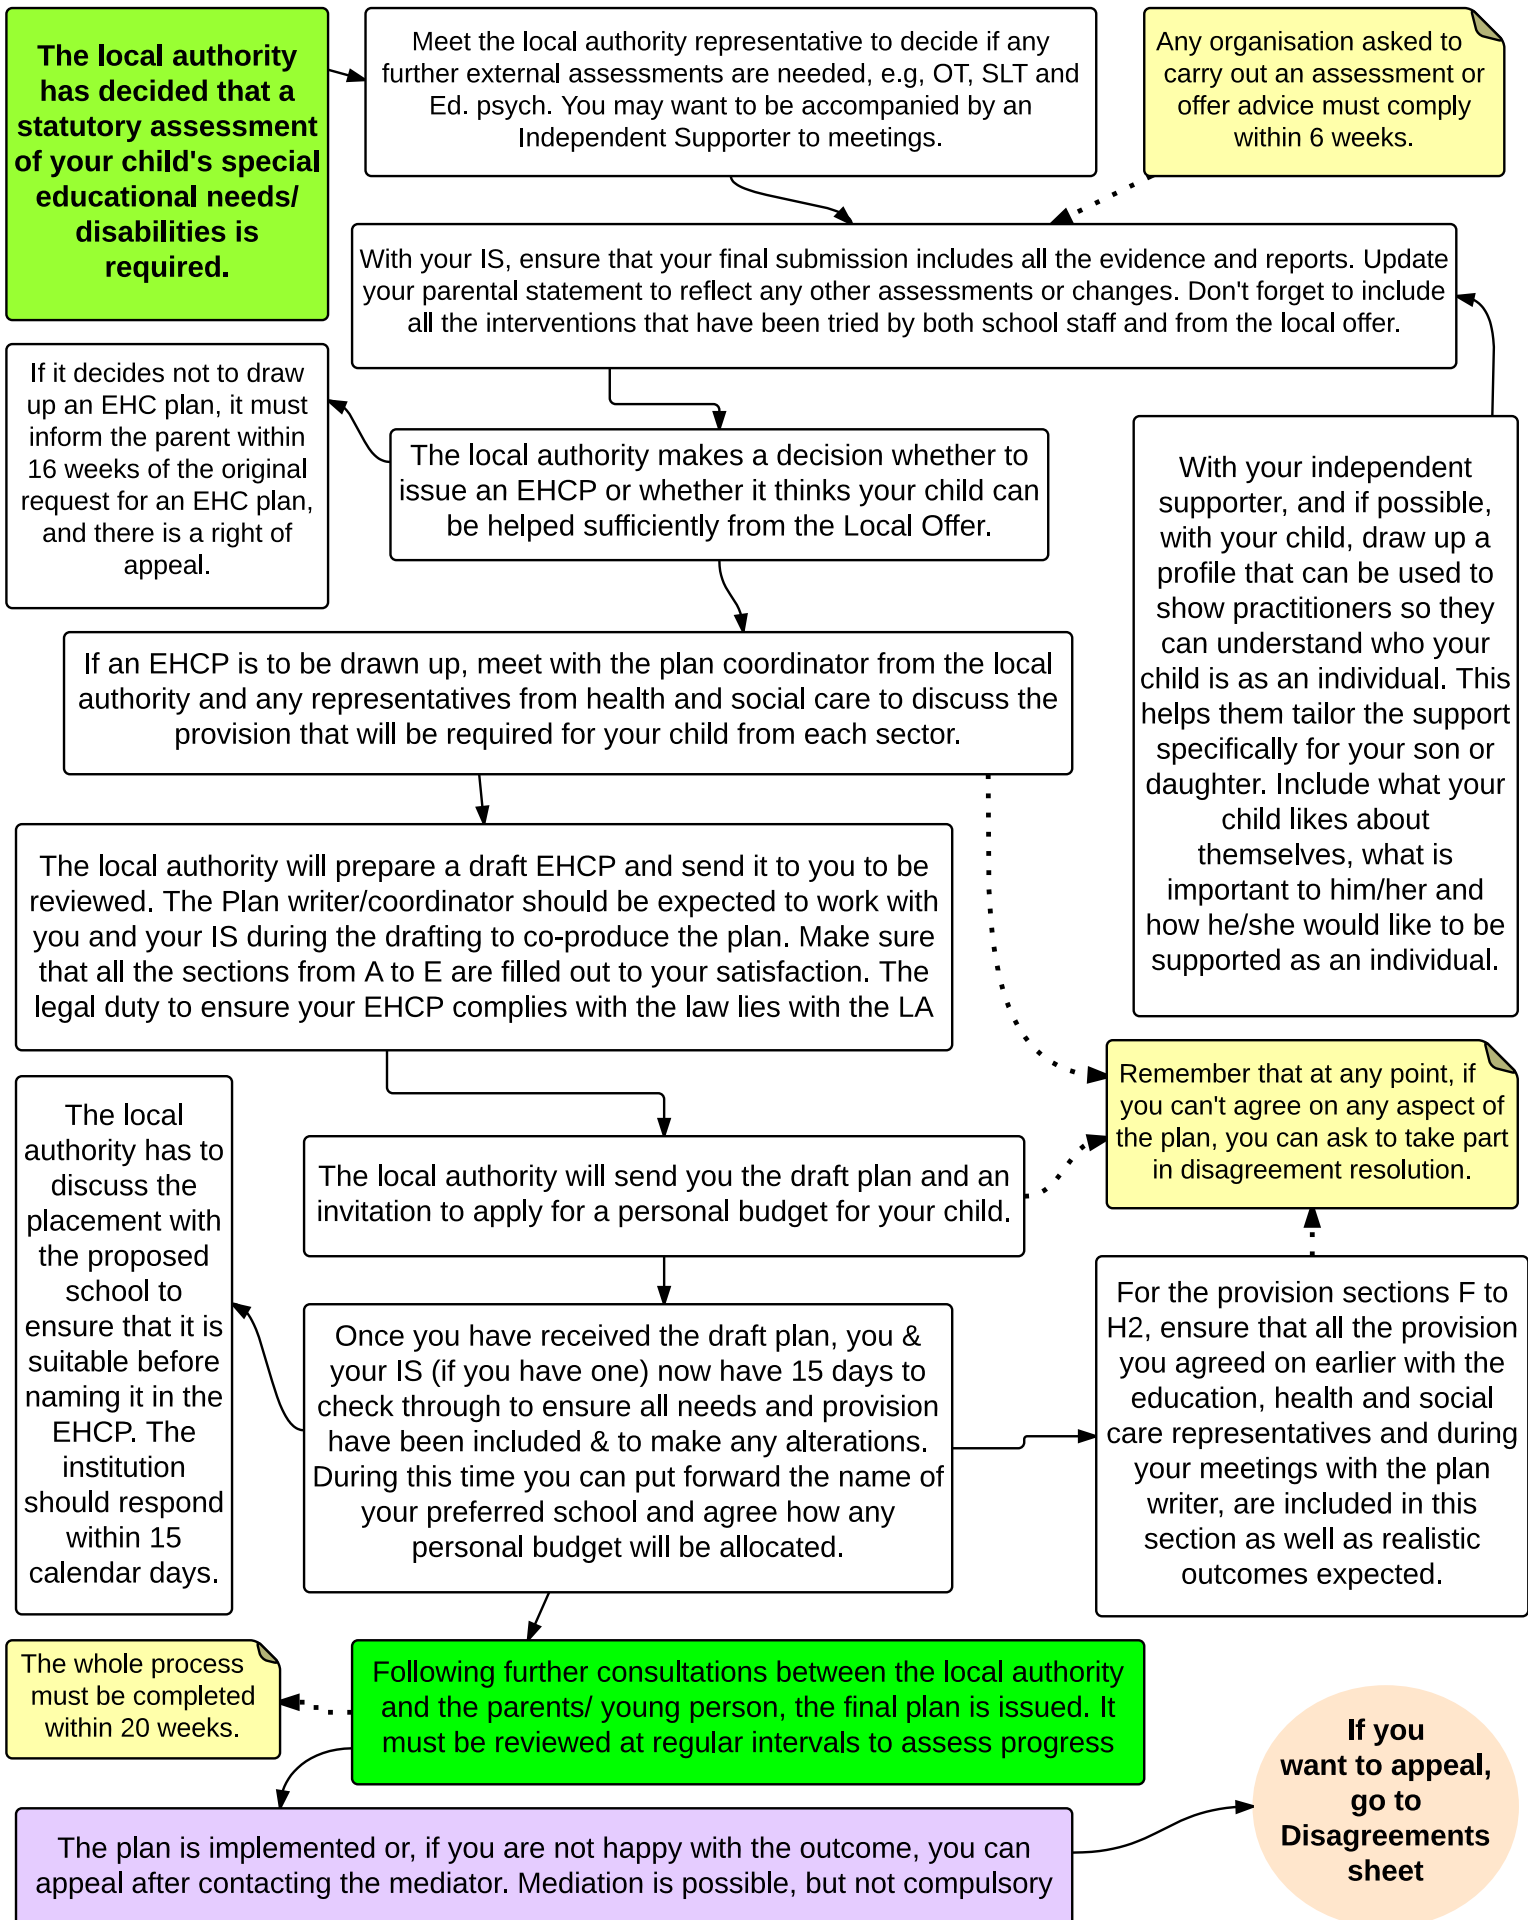 The local authority
has decided that a
statutory assessment
of your child's special
educational needs/
disabilities is
required.
Meet the local authority representative to decide if any
further external assessments are needed, e.g, OT, SLT and
Ed. psych. You may want to be accompanied by an
Independent Supporter to meetings.
Any organisation asked to
carry out an assessment or
offer advice must comply
within 6 weeks.
With your IS, ensure that your final submission includes all the evidence and reports. Update
your parental statement to reflect any other assessments or changes. Don't forget to include
all the interventions that have been tried by both school staff and from the local offer.
If it decides not to draw
up an EHC plan, it must
inform the parent within
16 weeks of the original
request for an EHC plan,
and there is a right of
appeal.
The local authority makes a decision whether to
issue an EHCP or whether it thinks your child can
be helped sufficiently from the Local Offer.
With your independent
supporter, and if possible,
with your child, draw up a
profile that can be used to
show practitioners so they
can understand who your
child is as an individual. This
helps them tailor the support
specifically for your son or
daughter. Include what your
child likes about
themselves, what is
important to him/her and
how he/she would like to be
supported as an individual.
If an EHCP is to be drawn up, meet with the plan coordinator from the local
authority and any representatives from health and social care to discuss the
provision that will be required for your child from each sector.
The local authority will prepare a draft EHCP and send it to you to be
reviewed. The Plan writer/coordinator should be expected to work with
you and your IS during the drafting to co-produce the plan. Make sure
that all the sections from A to E are filled out to your satisfaction. The
legal duty to ensure your EHCP complies with the law lies with the LA
Remember that at any point, if
you can't agree on any aspect of
the plan, you can ask to take part
in disagreement resolution.
The local
authority has to
discuss the
placement with
the proposed
school to
ensure that it is
suitable before
naming it in the
EHCP. The
institution
should respond
within 15
calendar days.
The local authority will send you the draft plan and an
invitation to apply for a personal budget for your child.
Once you have received the draft plan, you &
your IS (if you have one) now have 15 days to
check through to ensure all needs and provision
have been included & to make any alterations.
During this time you can put forward the name of
your preferred school and agree how any
personal budget will be allocated.
For the provision sections F to
H2, ensure that all the provision
you agreed on earlier with the
education, health and social
care representatives and during
your meetings with the plan
writer, are included in this
section as well as realistic
outcomes expected.
The whole process
must be completed
within 20 weeks.
Following further consultations between the local authority
and the parents/ young person, the final plan is issued. It
must be reviewed at regular intervals to assess progress
If you
want to appeal,
go to
Disagreements
sheet
The plan is implemented or, if you are not happy with the outcome, you can
appeal after contacting the mediator. Mediation is possible, but not compulsory